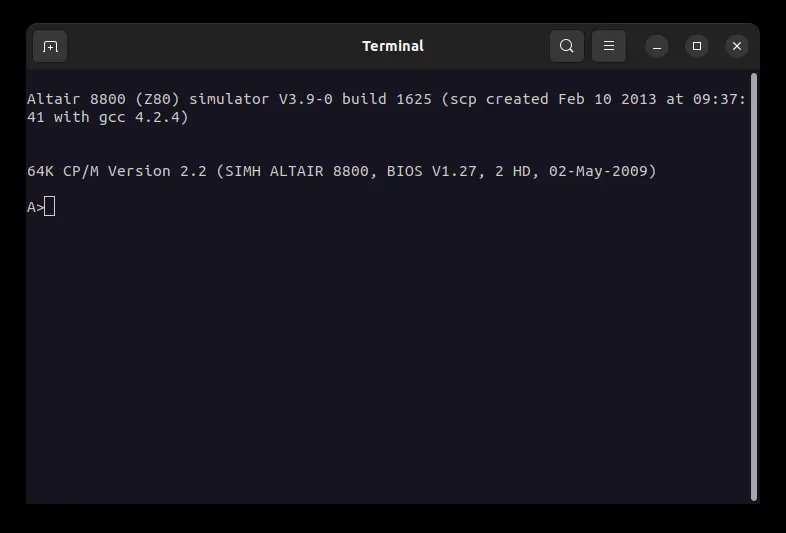 Terminal
Altair 8800 (Z80) simulator V3.9-0 build 1625 (scp created Feb 10 2013 at 09:37:
41 with gcc 4.2.4)
64K CP/M Version 2.2 (SIMH ALTAIR 8800, BIOS V1.27, 2 HD, 02-May-2009)
A>